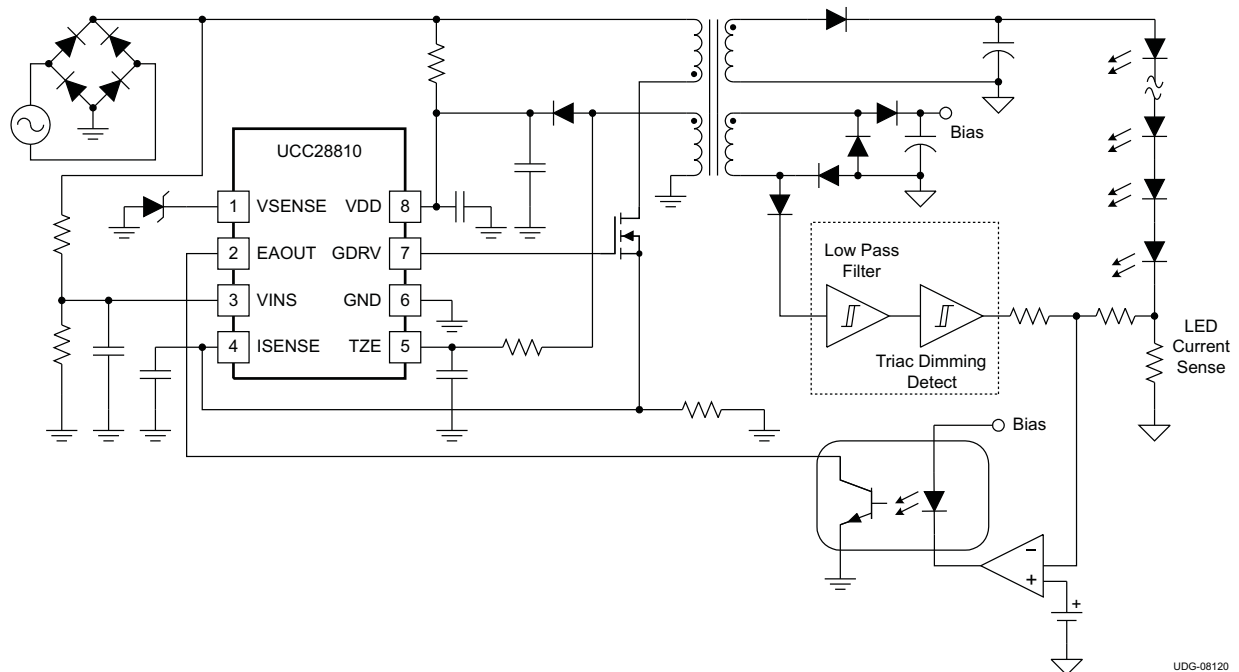 UCC28810
Bias
1 VSENSE VDD 8
2 EAOUT GDRV 7
3 VINS GND 6
4 ISENSE TZE 5
Low Pass
Filter
Triac Dimming
Detect
LED
Current
Sense
Bias
−
+
+
UDG-08120